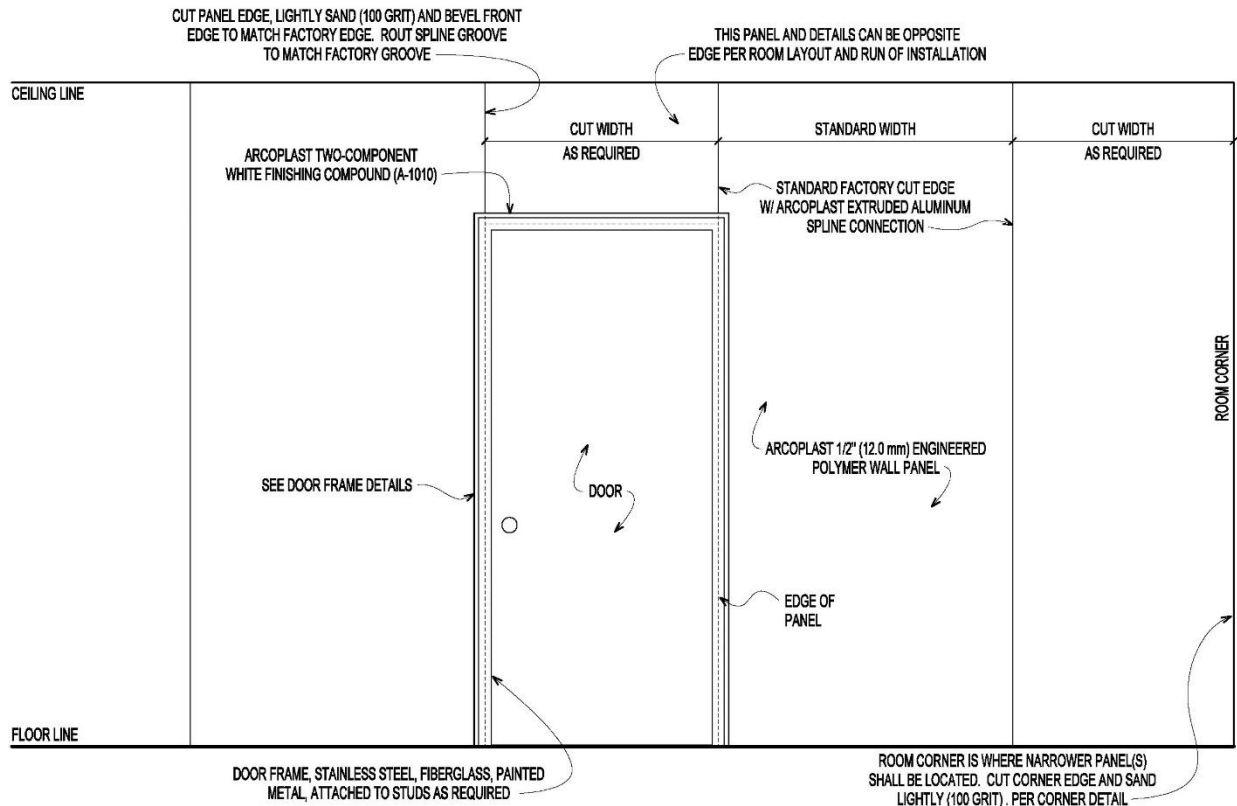 CUT PANEL EDGE, LIGHTLY SAND (100 GRIT) AND BEVEL FRONT
EDGE TO MATCH FACTORY EDGE. ROUT SPLINE GROOVE
TO MATCH FACTORY GROOVE
THIS PANEL AND DETAILS CAN BE OPPOSITE
EDGE PER ROOM LAYOUT AND RUN OF INSTALLATION
CEILING LINE
CUT WIDTH
AS REQUIRED
STANDARD WIDTH
CUT WIDTH
AS REQUIRED
ARCOPLAST TWO-COMPONENT
WHITE FINISHING COMPOUND (A-1010)
STANDARD FACTORY CUT EDGE
W/ ARCOPLAST EXTRUDED ALUMINUM
SPLINE CONNECTION
ROOM CORNER
ARCOPLAST 1/2" (12.0 mm) ENGINEERED
POLYMER WALL PANEL
SEE DOOR FRAME DETAILS
DOOR
EDGE OF
PANEL
FLOOR LINE
DOOR FRAME, STAINLESS STEEL, FIBERGLASS, PAINTED
METAL, ATTACHED TO STUDS AS REQUIRED
ROOM CORNER IS WHERE NARROWER PANEL(S)
SHALL BE LOCATED. CUT CORNER EDGE AND SAND
LIGHTLY (100 GRIT) , PER CORNER DETAIL